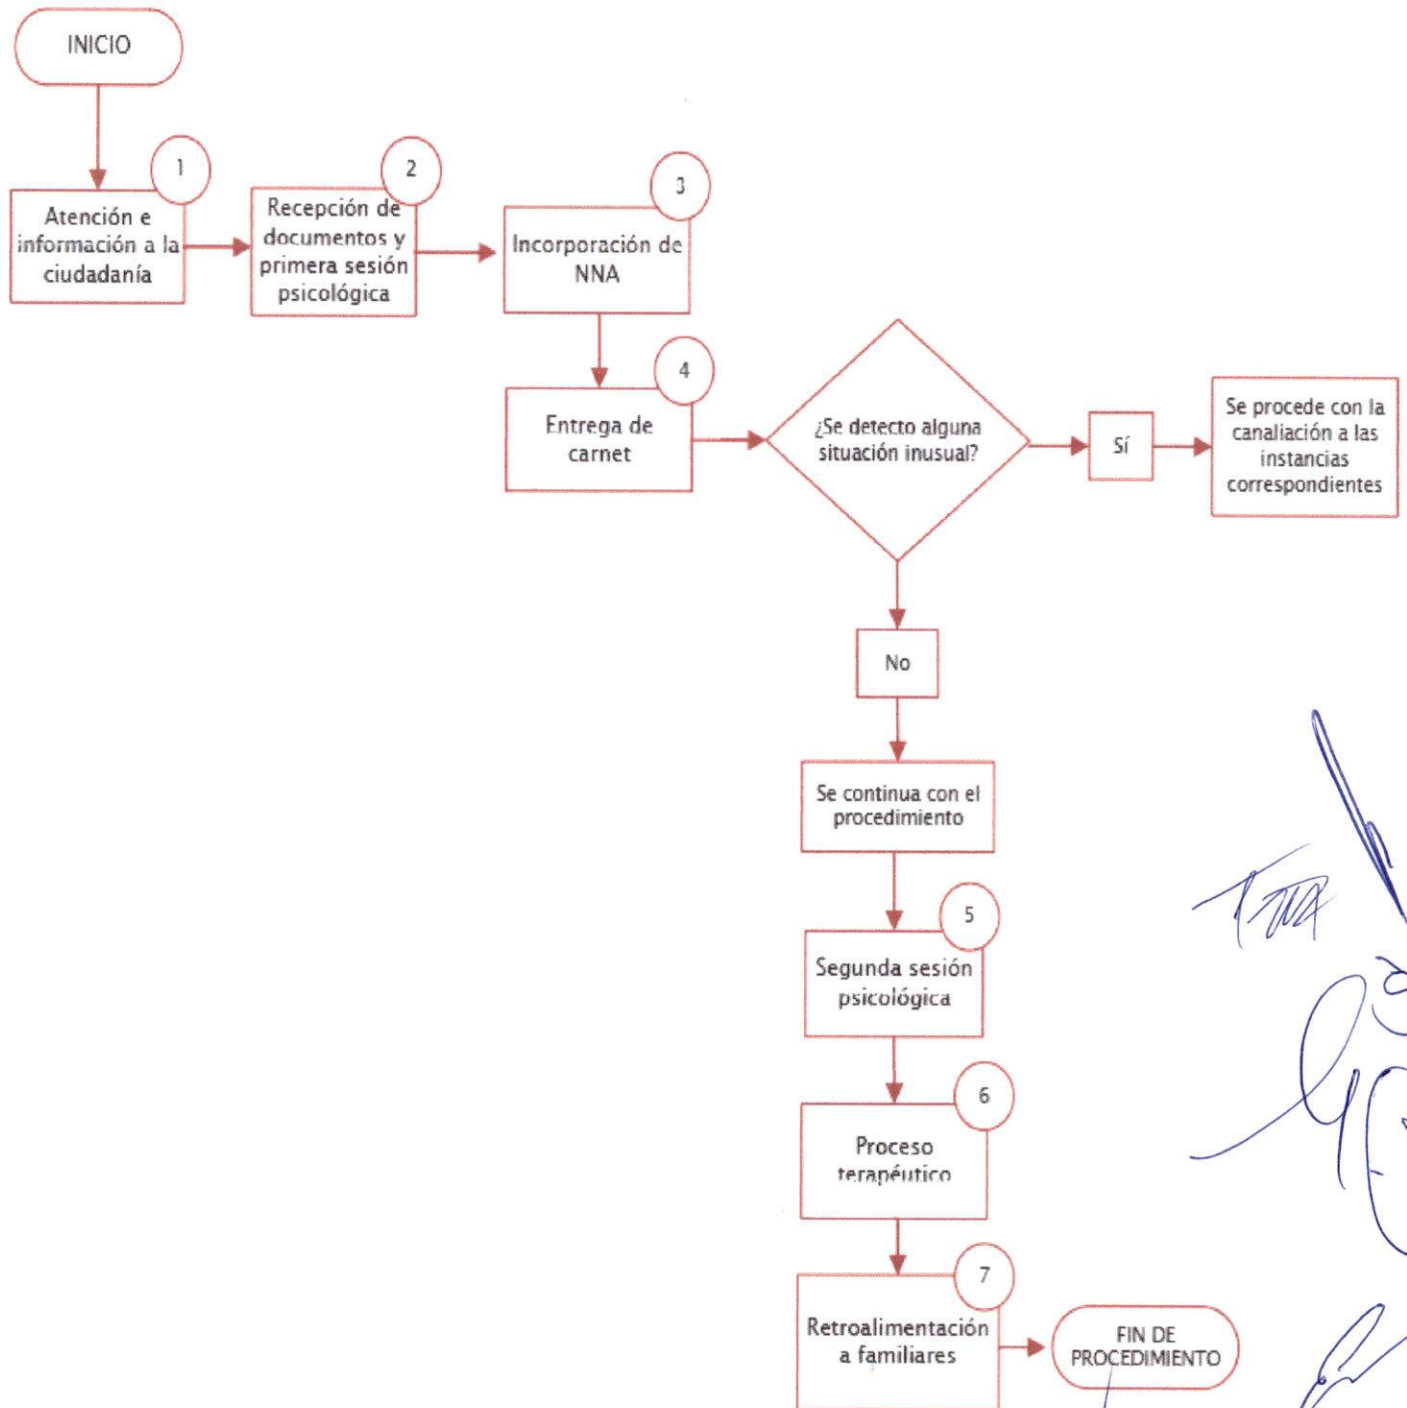 INICIO
1
Atención e
información a la
ciudadanía
2
Recepción de
documentos y
primera sesión
psicológica
3
Incorporación de
NNA
4
Entrega de
carnet
¿Se detecto alguna
situación inusual?
Sí
Se procede con la
canaliación a las
instancias
correspondientes
No
Se continua con el
procedimiento
5
Segunda sesión
psicológica
6
Proceso
terapéutico
7
Retroalimentación
a familiares
FIN DE
PROCEDIMIENTO